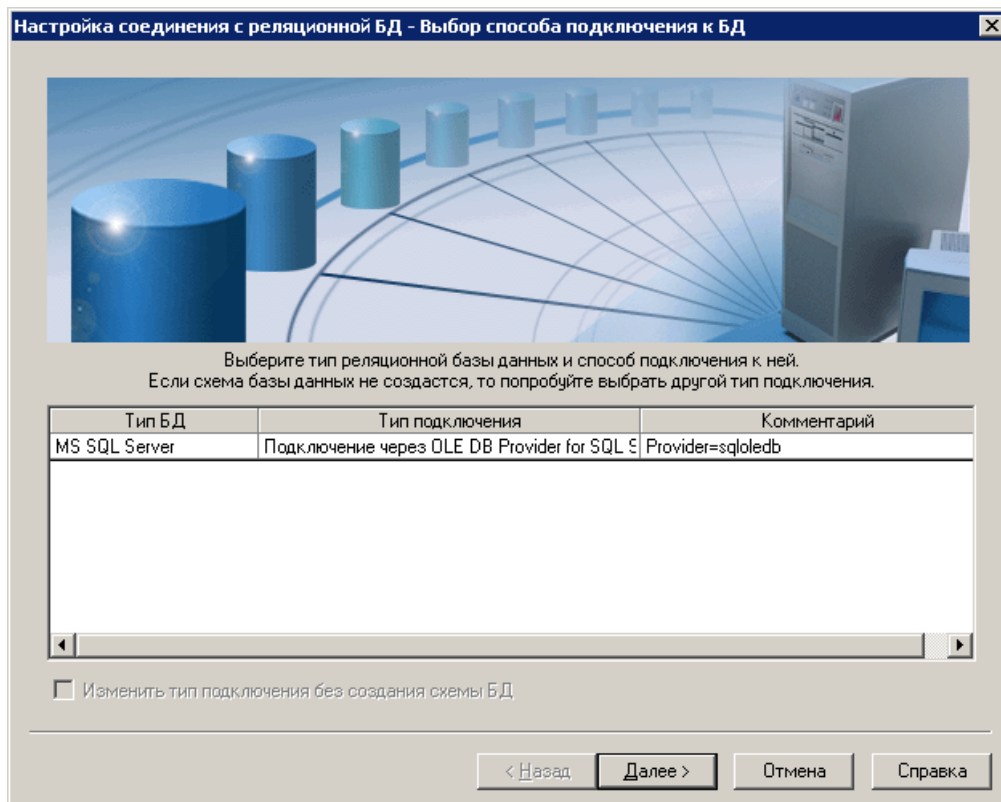 Настройка соединения с реляционной БД - Выбор способа подключения к БД
Выберите тип реляционной базы данных и способ подключения к ней.
Если схема базы данных не создастся, то попробуйте выбрать другой тип подключения.
Тип БД Тип подключения Комментарий
MS SQL Server Подключение через OLE DB Provider for SQL S Provider=sqloledb
Изменить тип подключения без создания схемы БД
< Назад Далее > Отмена Справка